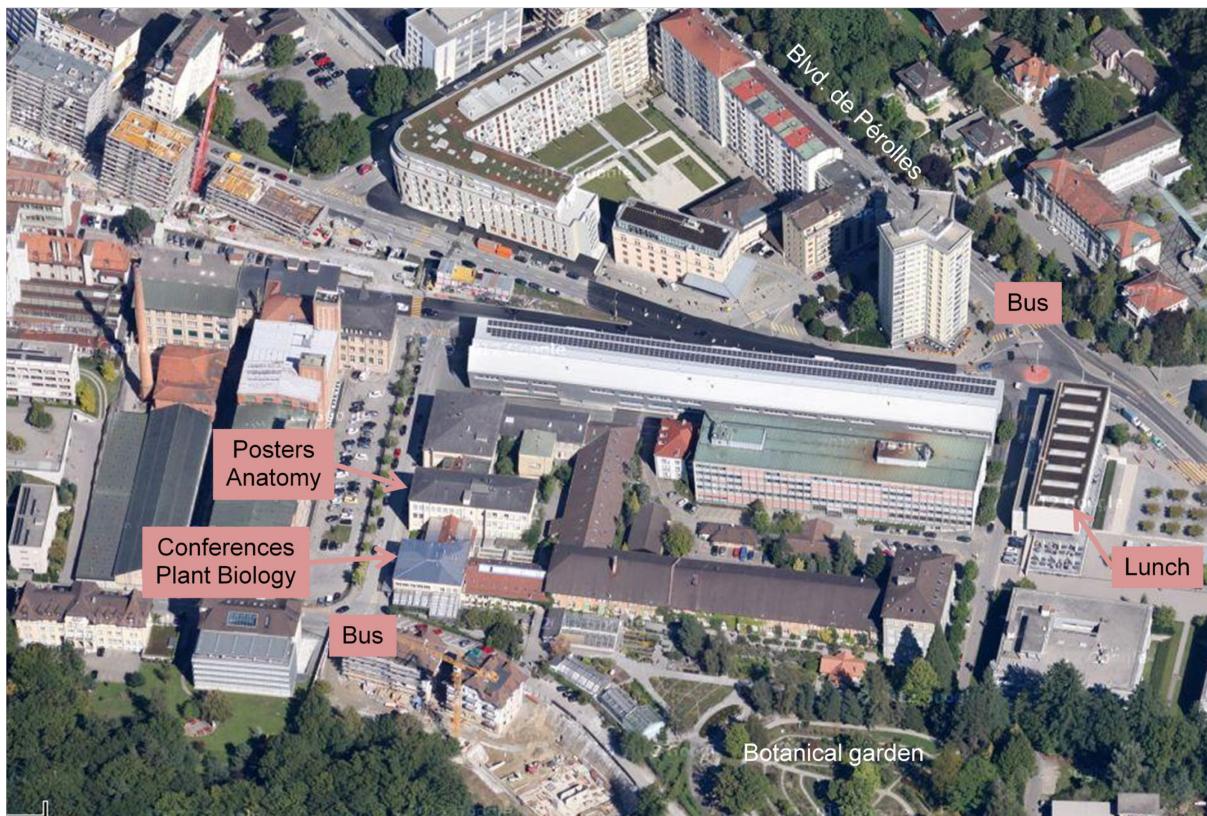 Blvd. de Pérolles
Bus
Posters
Anatomy
Conferences
Plant Biology
Lunch
Bus
Botanical garden